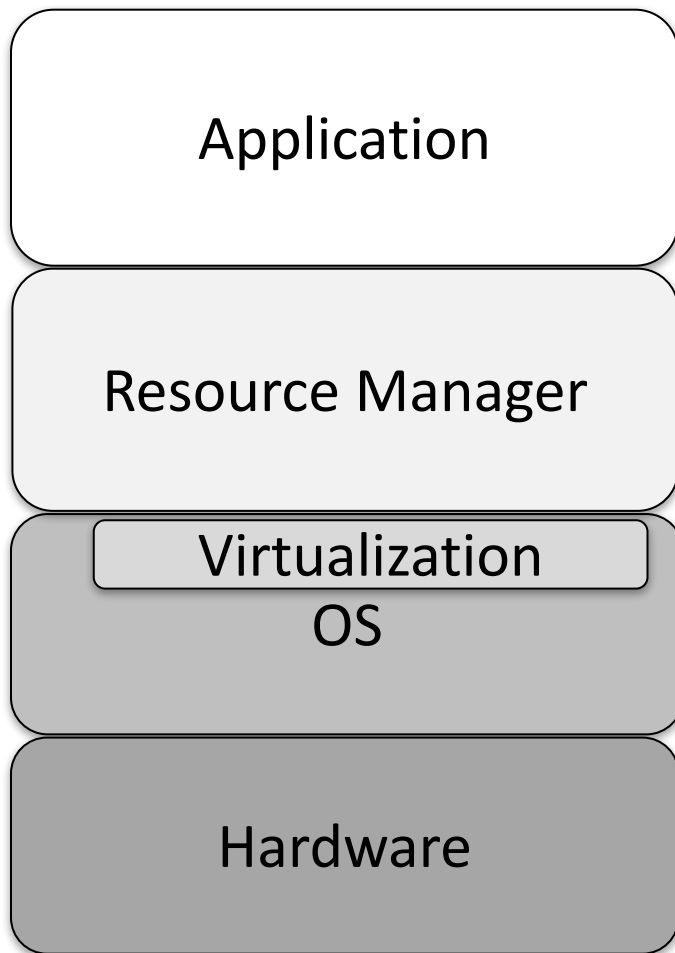 Application
Resource Manager
Virtualization
OS
Hardware